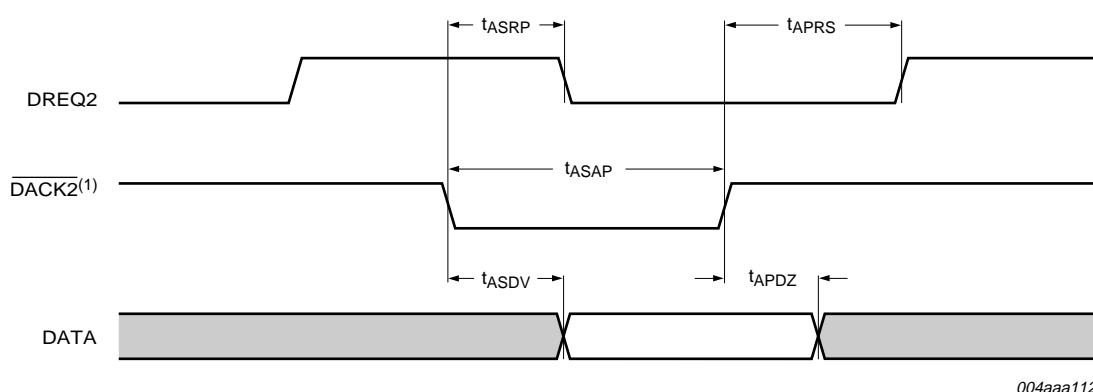 tASRP
tAPRS
DREQ2
tASAP
DACK2(1)
tASDV
tAPDZ
DATA
004aaa112